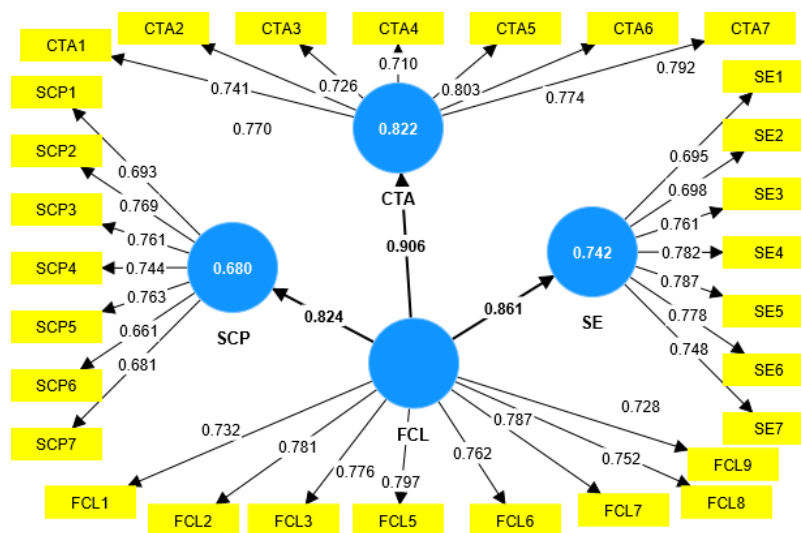 CTA1
CTA2
CTA3
CTA4
CTA5
CTA6
CTA7
0.741
0.770
0.726
0.710
0.803
0.774
0.792
0.822
CTA
SCP1
SCP2
SCP3
SCP4
SCP5
SCP6
SCP7
0.693
0.769
0.761
0.744
0.763
0.661
0.681
0.680
SCP
SE1
SE2
SE3
SE4
SE5
SE6
SE7
0.695
0.698
0.761
0.782
0.787
0.778
0.748
0.742
SE
0.906
0.824
0.861
FCL
0.732
0.781
0.776
0.797
0.762
0.787
0.752
0.728
FCL1
FCL2
FCL3
FCL5
FCL6
FCL7
FCL8
FCL9